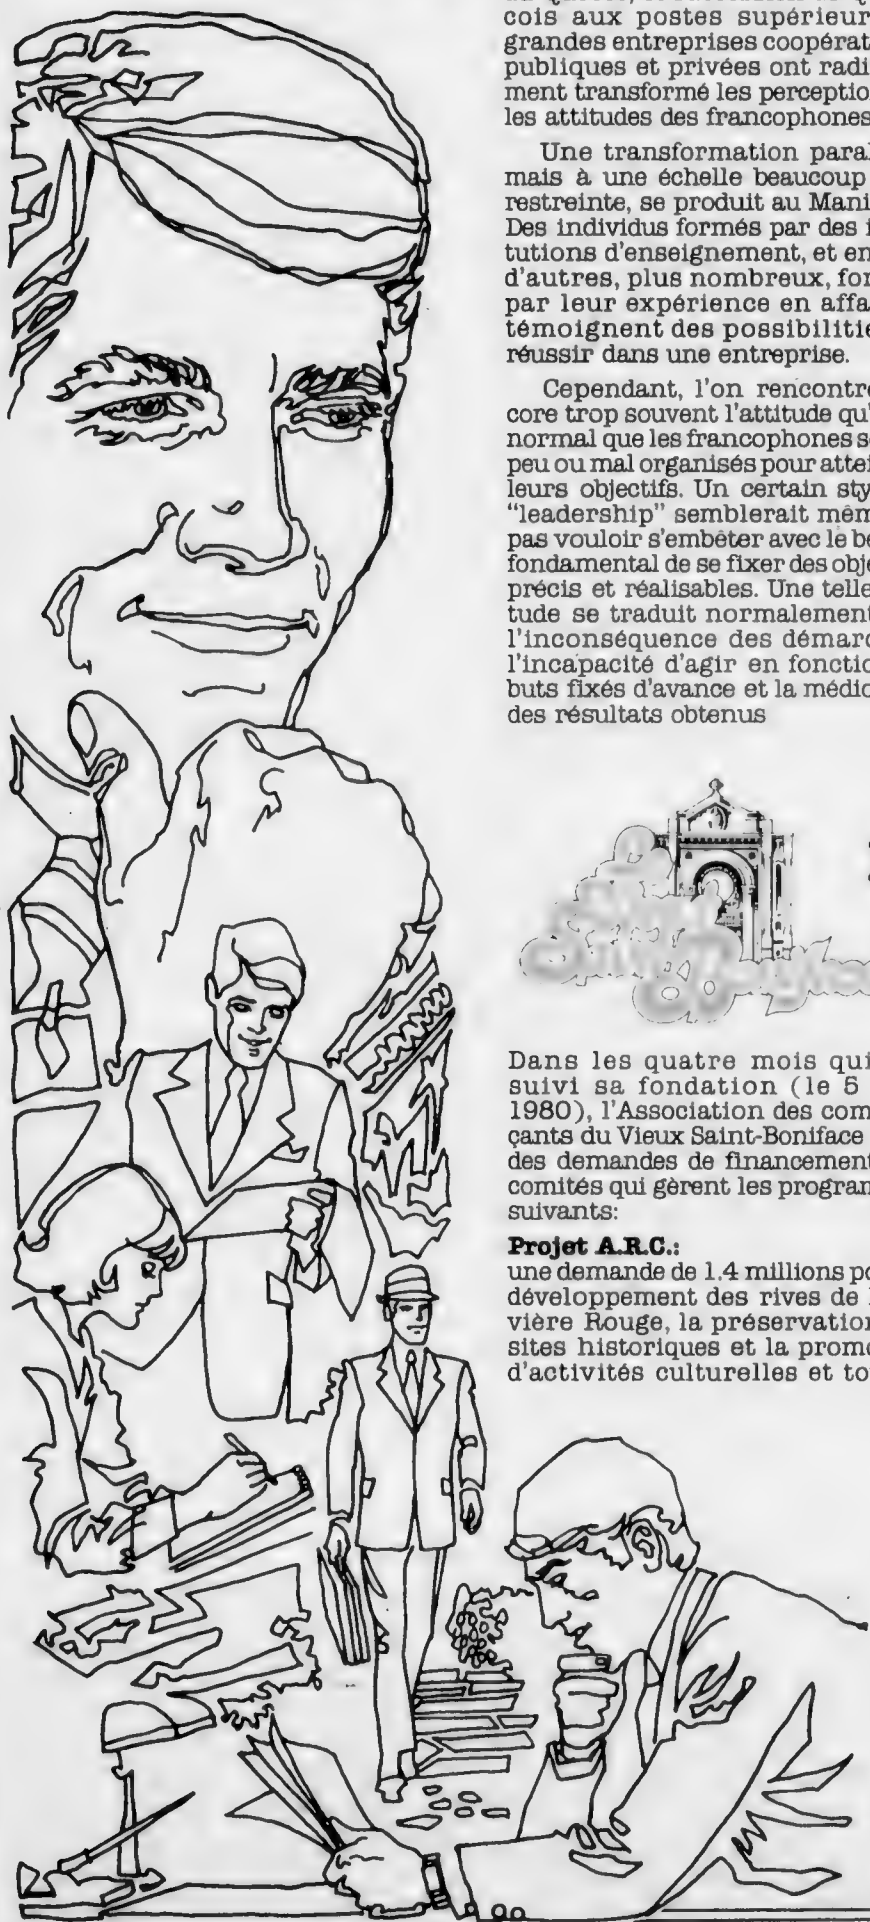 cois aux postes supérieur
grandes entreprises coopérat
publiques et privées ont radi
ment transformé les perception
les attitudes des francophones
Une transformation paral
mais à une échelle beaucoup
restreinte, se produit au Mani
Des individus formés par des i
tutions d'enseignement, et en
d'autres, plus nombreux, for
par leur expérience en affa
témoignent des possibilitie
réussir dans une entreprise.
Cependant, l'on rencontre
core trop souvent l'attitude qu'
normal que les francophones so
peu ou mal organisés pour attei
leurs objectifs. Un certain sty
"leadership" semblerait mêm
pas vouloir s'embêter avec le be
fondamental de se fixer des obje
précis et réalisables. Une telle
tude se traduit normalement
l'inconséquence des démarc
l'incapacité d'agir en fonctio
buts fixés d'avance et la médio
des résultats obtenus
Dans les quatre mois qui
suivi sa fondation (le 5
1980), l'Association des com
çants du Vieux Saint-Boniface
des demandes de financement
comités qui gèrent les program
suivants:
Projet A.R.C.:
une demande de 1.4 millions po
développement des rives de l
vière Rouge, la préservation
sites historiques et la promo
d'activités culturelles et to